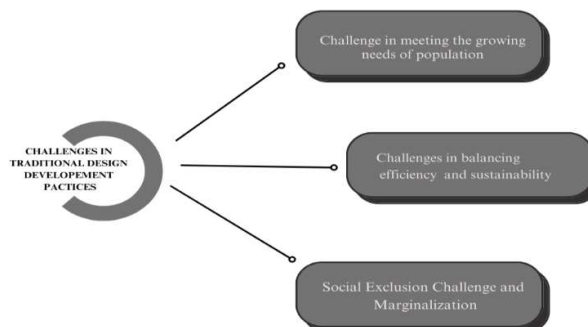 Challenge in meeting the growing
needs of population
CHALLENGES IN
TRADITIONAL DESIGN
DEVELOPEMENT
PACTICES
Challenges in balancing
efficiency and sustainability
Social Exclusion Challenge and
Marginalization